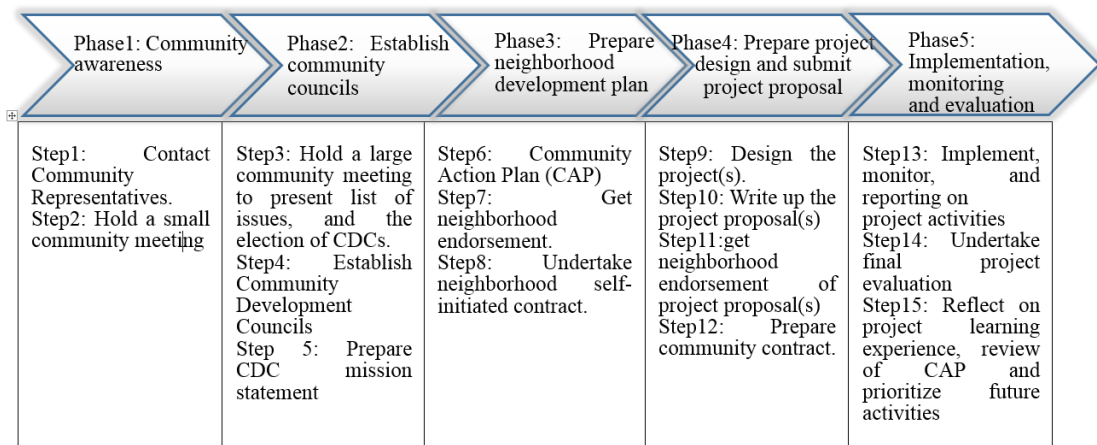 Phase1: Community
awareness
Phase2: Establish
community
councils
Phase3: Prepare
neighborhood
development plan
Phase4: Prepare project
design and submit
project proposal
Phase5:
Implementation,
monitoring
and evaluation
Step1: Contact
Community
Representatives.
Step2: Hold a small
community meeting
Step3: Hold a large
community meeting
to present list of
issues, and the
election of CDCs.
Step4: Establish
Community
Development
Councils
Step 5: Prepare
CDC mission
statement
Step6: Community
Action Plan (CAP)
Step7: Get
neighborhood
endorsement.
Step8: Undertake
neighborhood self-
initiated contract.
Step9: Design the
project(s).
Step10: Write up the
project proposal(s)
Step11:get
neighborhood
endorsement of
project proposal(s)
Step12: Prepare
community contract.
Step13: Implement,
monitor, and
reporting on
project activities
Step14: Undertake
final project
evaluation
Step15: Reflect on
project learning
experience, review
of CAP and
prioritize future
activities